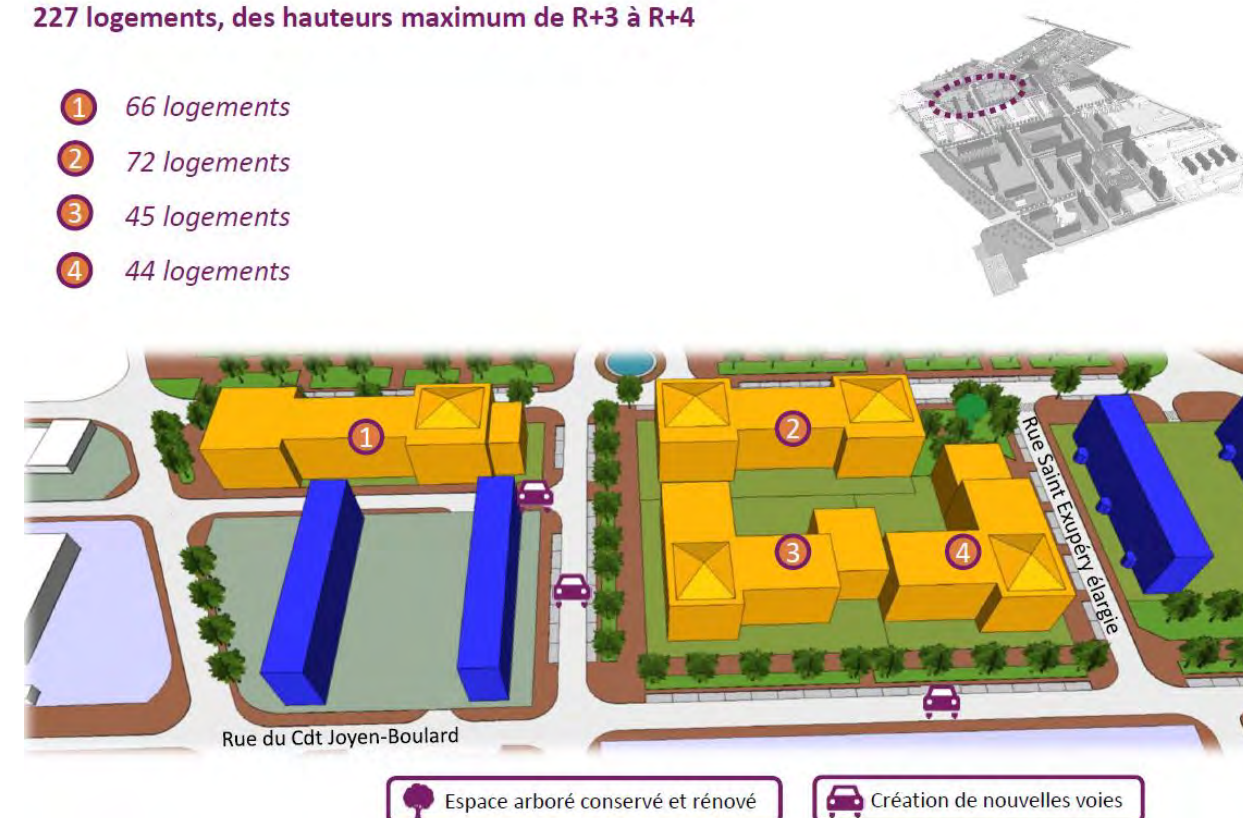 227 logements, des hauteurs maximum de R+3 à R+4
1 66 logements
2 72 logements
3 45 logements
4 44 logements
1
2
3
4
Rue Saint Exupéry élargie
Rue du Cdt Joyen-Boulard
Espace arboré conservé et rénové
Création de nouvelles voies